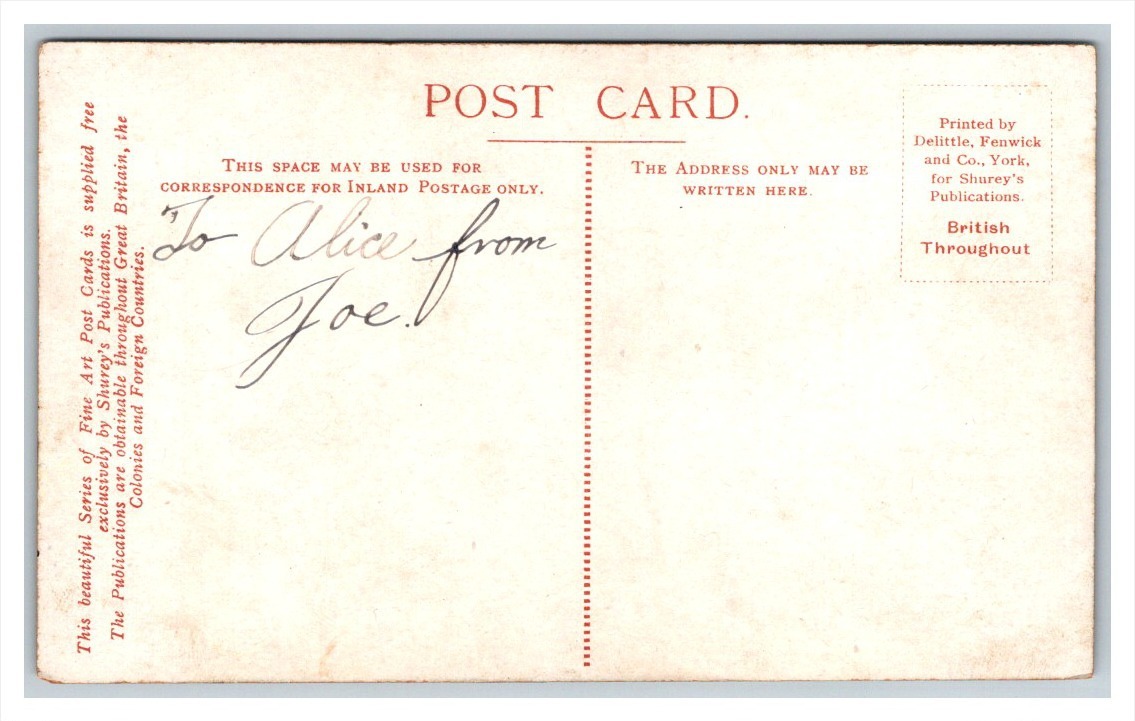 POST CARD.
THIS SPACE MAY BE USED FOR
CORRESPONDENCE FOR INLAND POSTAGE ONLY.
To Alice from
Joe.
THE ADDRESS ONLY MAY BE
WRITTEN HERE.
Printed by
Delittle, Fenwick
and Co., York,
for Shurey's
Publications.
British
Throughout
This beautiful Series of Fine Art Post Cards is supplied free
exclusively by Shurey's Publications.
The Publications are obtainable throughout Great Britain, the
Colonies and Foreign Countries.